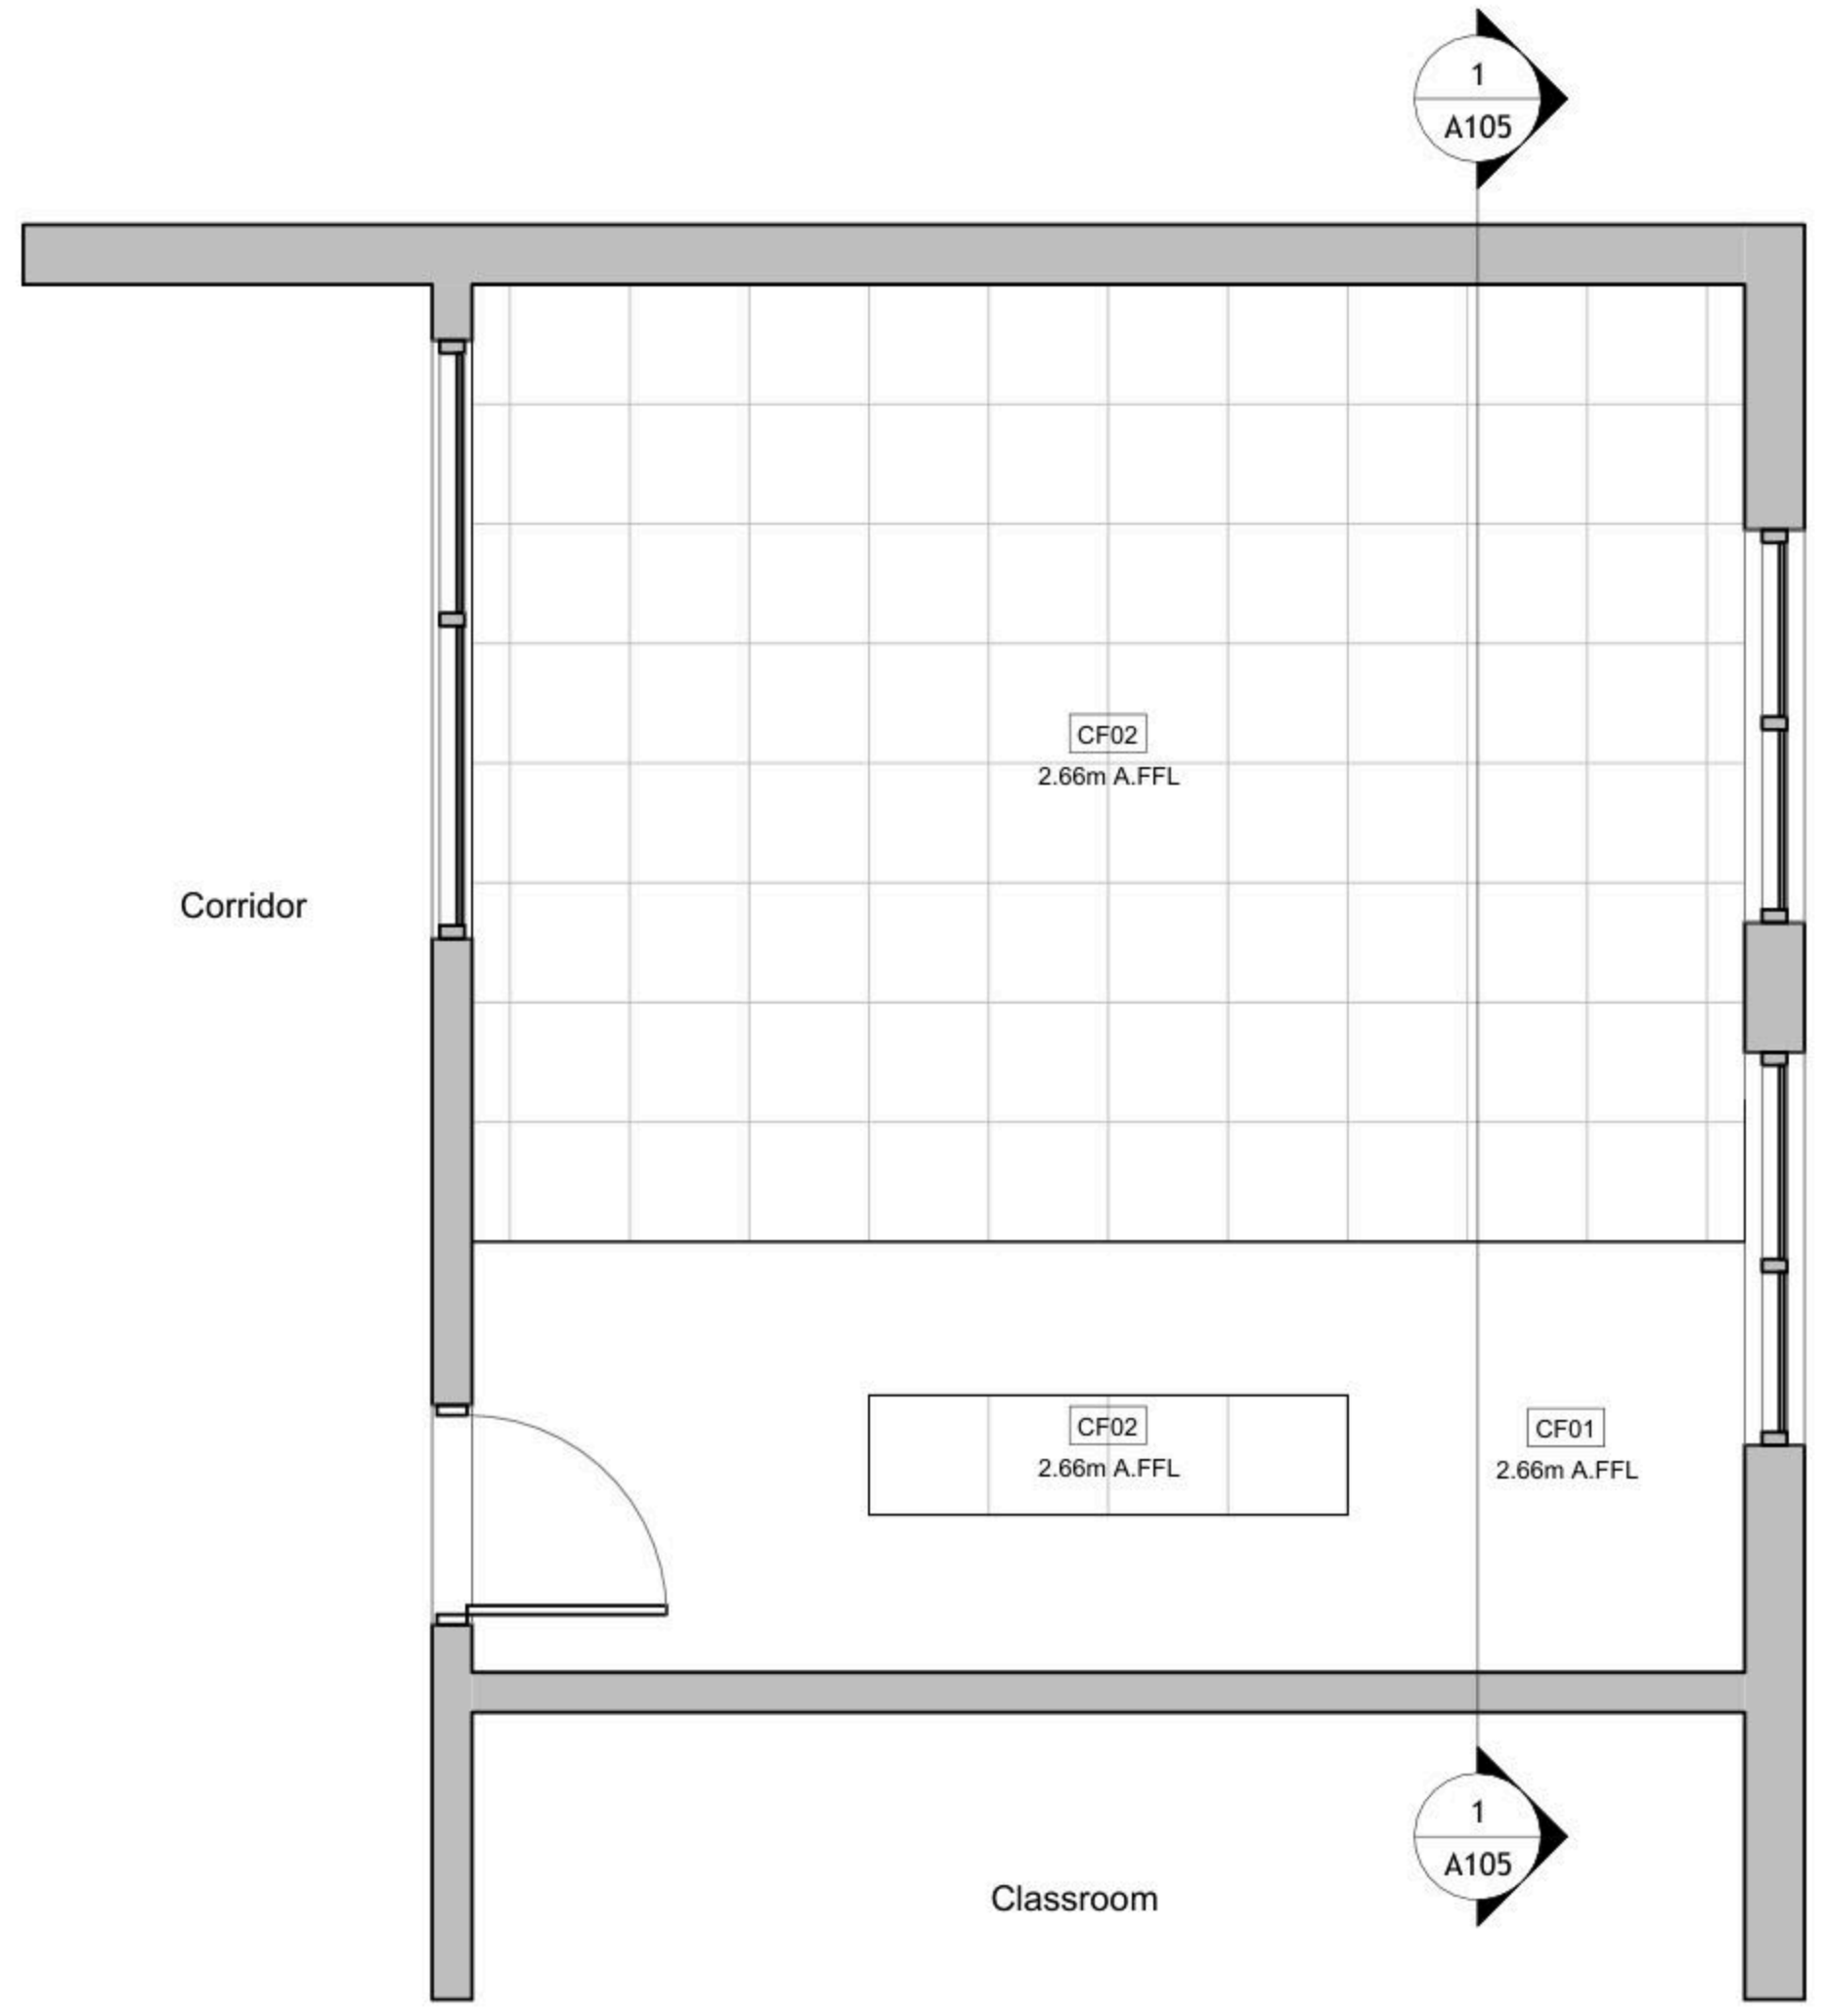 1
A105
CF02
2.66m A.FFL
Corridor
CF02
2.66m A.FFL
CF01
2.66m A.FFL
1
A105
Classroom